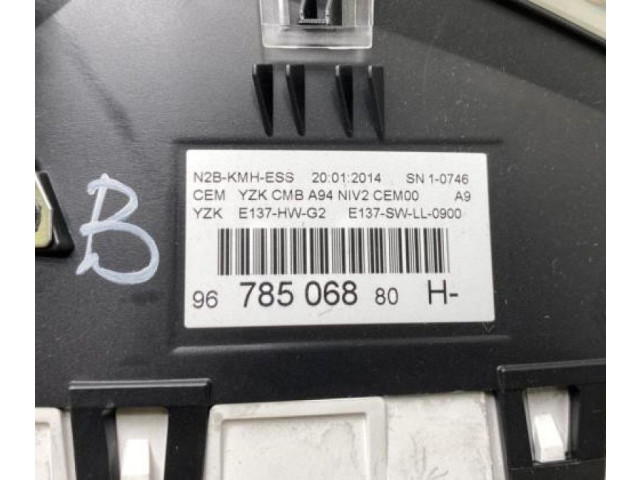 N2B-KMH-ESS 20:01:2014 SN 1-0746
CEM YZK CMB A94 NIV2 CEM00 A9
YZK E137-HW-G2 E137-SW-LL-0900
96 785 068 80 H-
B